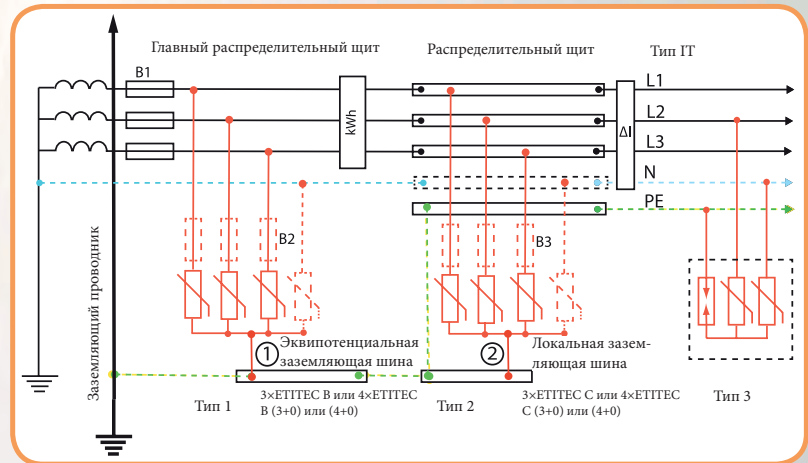 Главный распределительный щит
Распределительный щит
Тип IT
B1
kWh
ΔI
L1
L2
L3
N
PE
B2
B3
Заземляющий проводник
1
Эквипотенциальная
заземляющая шина
2
Локальная зазем-
ляющая шина
Тип 1
3×ETITEC B или 4×ETITEC
B (3+0) или (4+0)
Тип 2
3×ETITEC C или 4×ETITEC
C (3+0) или (4+0)
Тип 3